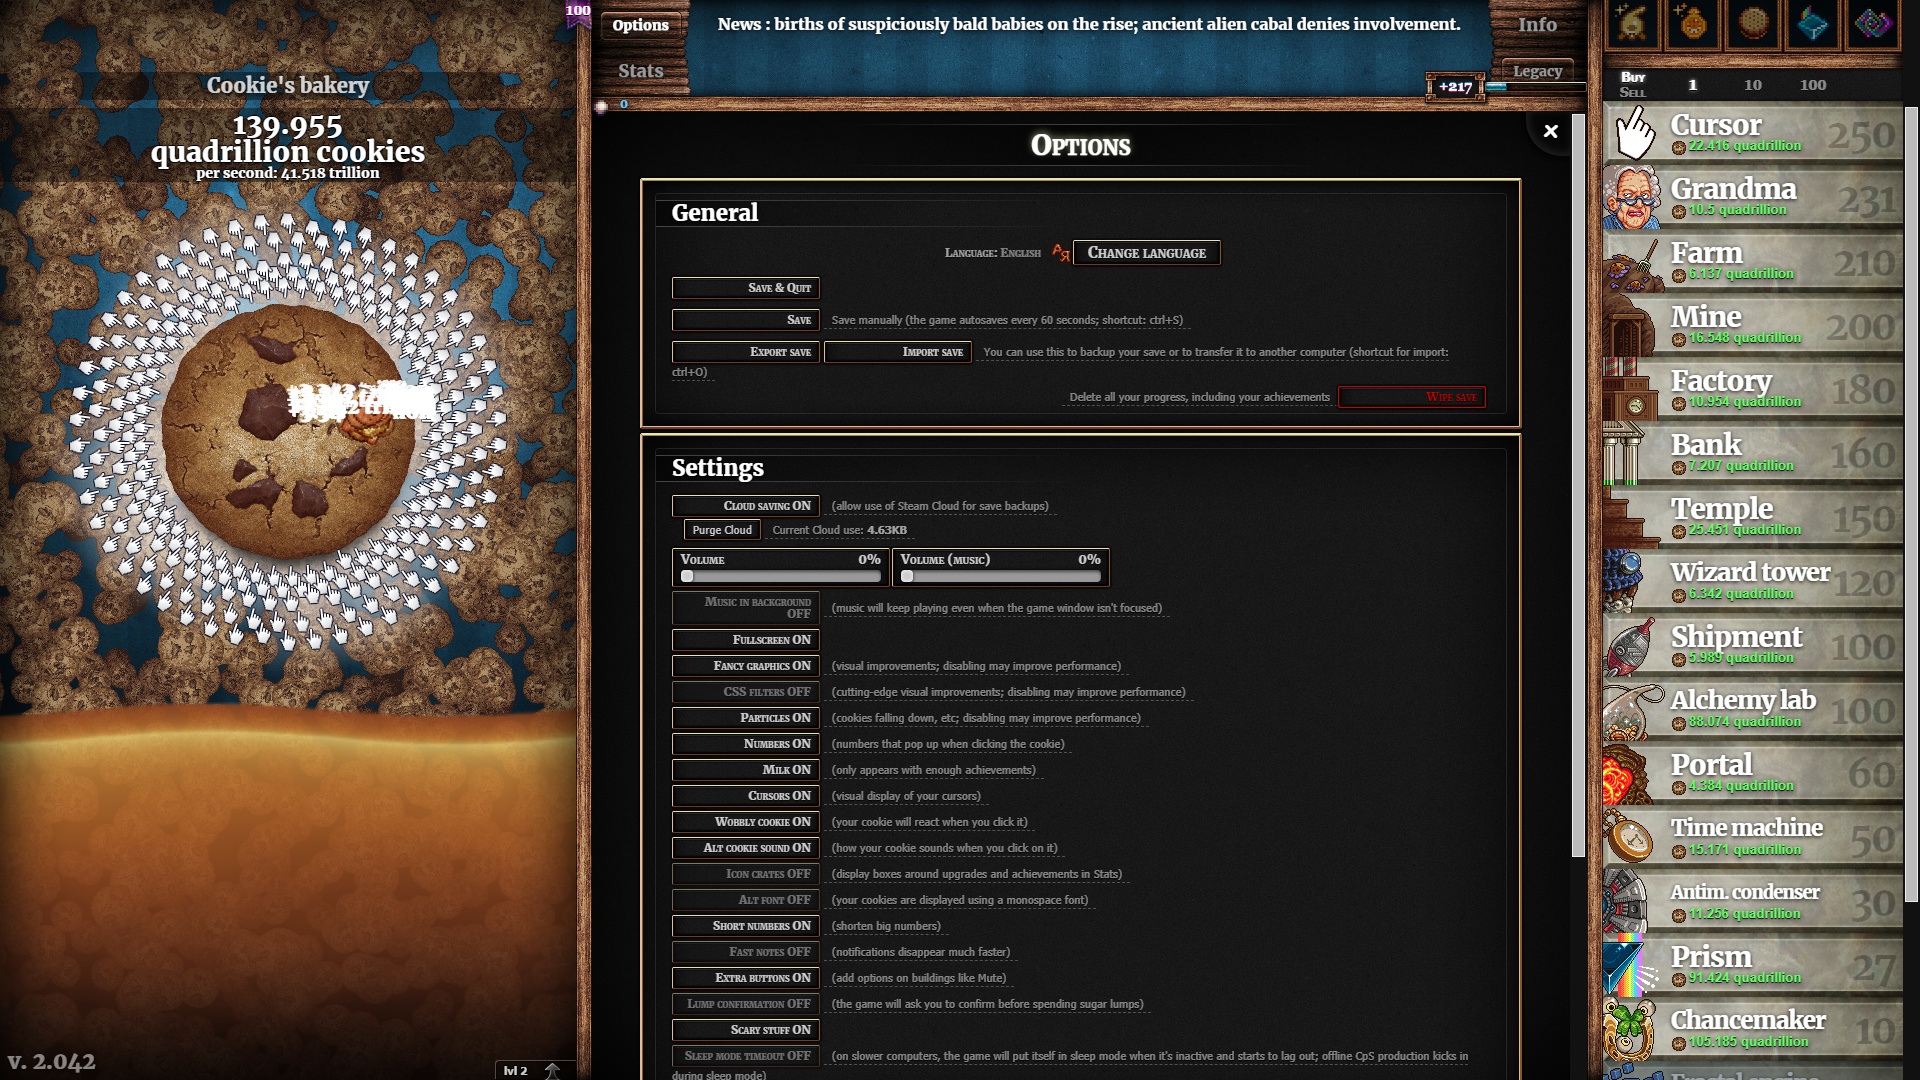 Cookie's bakery
139.955
quadrillion cookies
per second: 41.518 trillion
v. 2.042
lvl 2
100
Options
Stats
News : births of suspiciously bald babies on the rise; ancient alien cabal denies involvement.
Info
Legacy
+217
0
Options
×
General
Language: English
Change language
Save & Quit
Save
Save manually (the game autosaves every 60 seconds; shortcut: ctrl+S)
Export save
Import save
You can use this to backup your save or to transfer it to another computer (shortcut for import:
ctrl+O)
Delete all your progress, including your achievements
Wipe save
Settings
Cloud saving ON
(allow use of Steam Cloud for save backups)
Purge Cloud
Current Cloud use: 4.63KB
Volume 0%
Volume (music) 0%
Music in background
OFF
(music will keep playing even when the game window isn't focused)
Fullscreen ON
Fancy graphics ON
(visual improvements; disabling may improve performance)
CSS filters OFF
(cutting-edge visual improvements; disabling may improve performance)
Particles ON
(cookies falling down, etc; disabling may improve performance)
Numbers ON
(numbers that pop up when clicking the cookie)
Milk ON
(only appears with enough achievements)
Cursors ON
(visual display of your cursors)
Wobbly cookie ON
(your cookie will react when you click it)
Alt cookie sound ON
(how your cookie sounds when you click on it)
Icon crates OFF
(display boxes around upgrades and achievements in Stats)
Alt font OFF
(your cookies are displayed using a monospace font)
Short numbers ON
(shorten big numbers)
Fast notes OFF
(notifications disappear much faster)
Extra buttons ON
(add options on buildings like Mute)
Lump confirmation OFF
(the game will ask you to confirm before spending sugar lumps)
Scary stuff ON
Sleep mode timeout OFF
(on slower computers, the game will put itself in sleep mode when it's inactive and starts to lag out; offline CpS production kicks in
during sleep mode)
Buy
Sell
1
10
100
Cursor
22.416 quadrillion
250
Grandma
10.5 quadrillion
231
Farm
6.137 quadrillion
210
Mine
16.548 quadrillion
200
Factory
10.954 quadrillion
180
Bank
7.207 quadrillion
160
Temple
25.451 quadrillion
150
Wizard tower
6.342 quadrillion
120
Shipment
5.989 quadrillion
100
Alchemy lab
88.074 quadrillion
100
Portal
4.384 quadrillion
60
Time machine
15.171 quadrillion
50
Antim. condenser
11.256 quadrillion
30
Prism
91.424 quadrillion
27
Chancemaker
105.185 quadrillion
10
Fractal engine